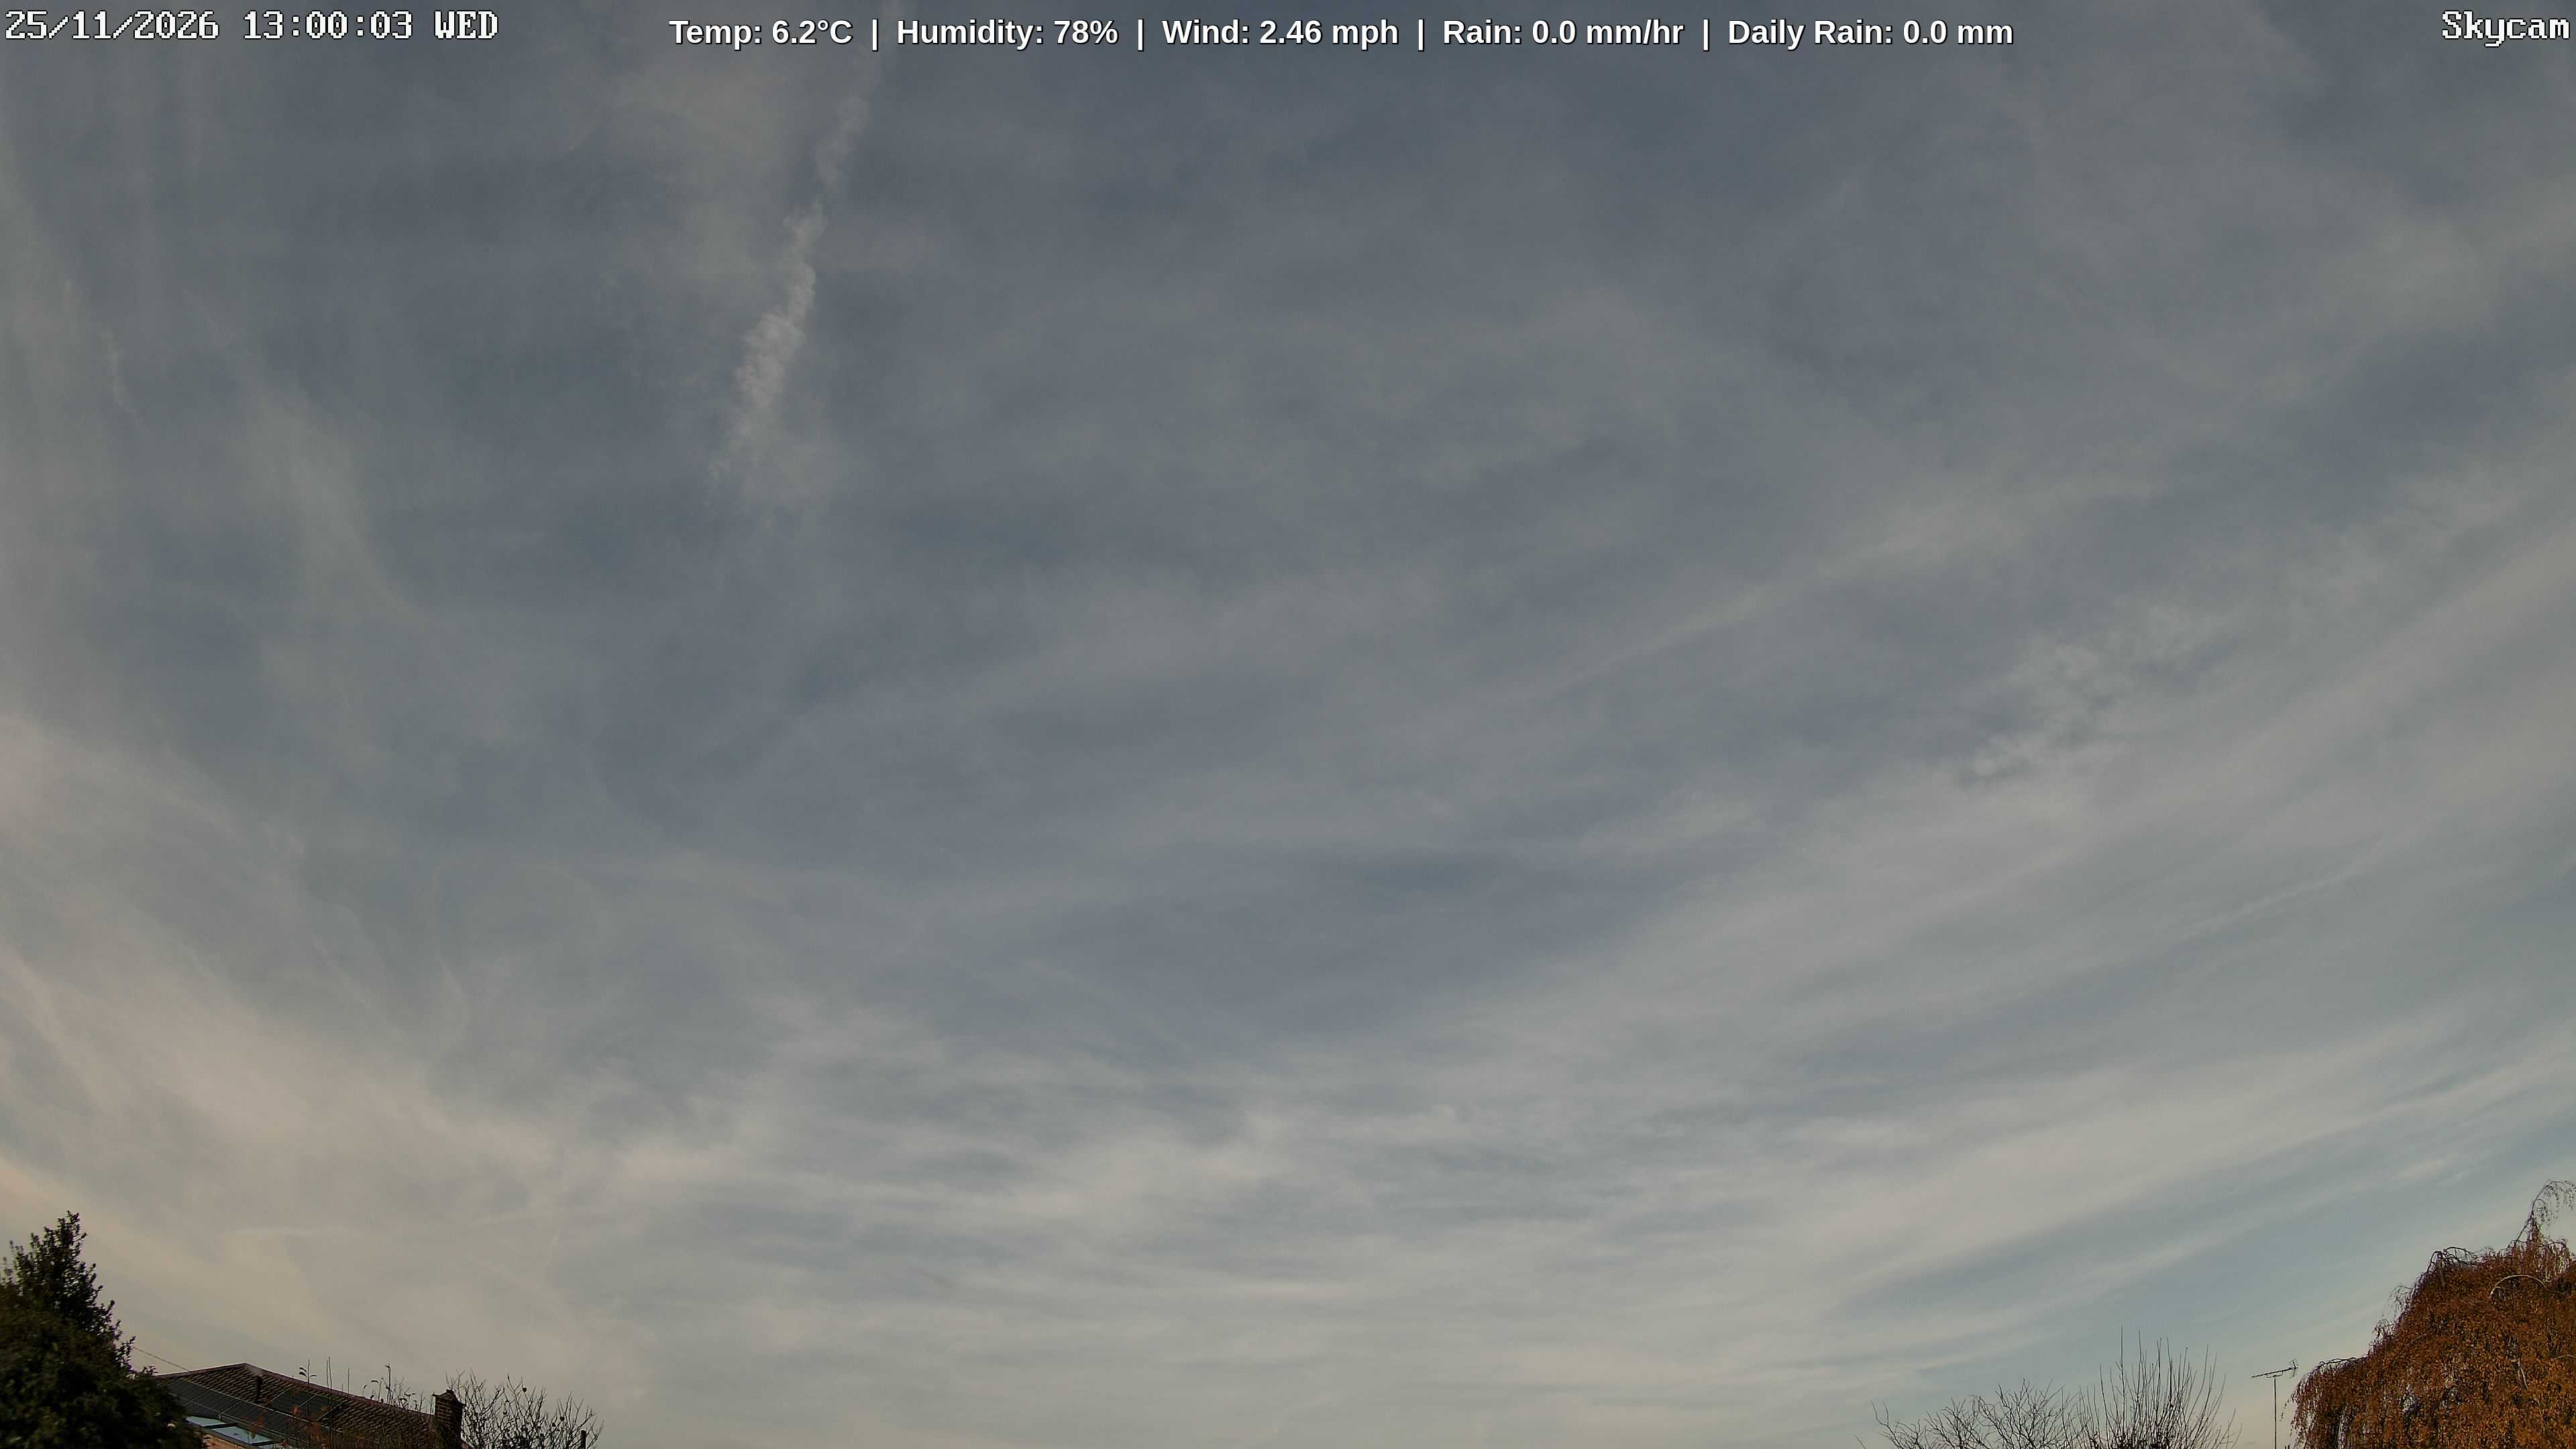 25/11/2026 13:00:03 WED
Temp: 6.2°C | Humidity: 78% | Wind: 2.46 mph | Rain: 0.0 mm/hr | Daily Rain: 0.0 mm
Skycam